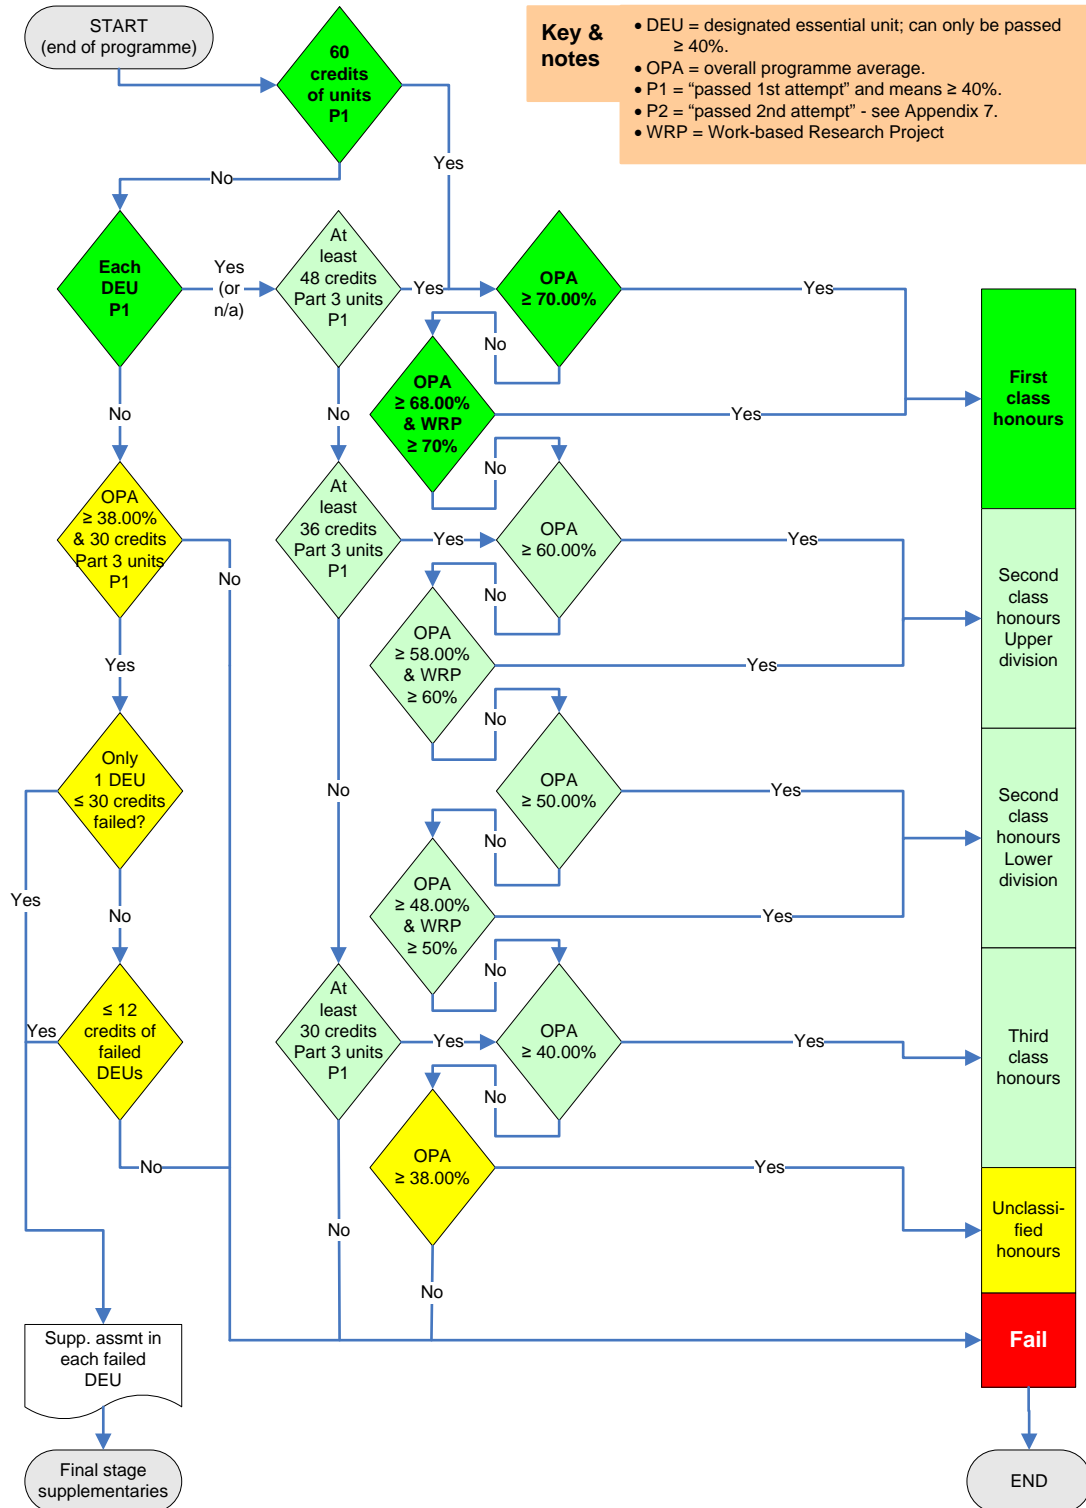 START
(end of programme)
60
credits
of units
P1
Key &
notes
• DEU = designated essential unit; can only be passed
≥ 40%.
• OPA = overall programme average.
• P1 = “passed 1st attempt” and means ≥ 40%.
• P2 = “passed 2nd attempt” - see Appendix 7.
• WRP = Work-based Research Project
Yes
No
Each
DEU
P1
Yes
(or
n/a)
At
least
48 credits
Part 3 units
P1
Yes
OPA
≥ 70.00%
Yes
No
OPA
≥ 68.00%
& WRP
≥ 70%
Yes
First
class
honours
No
No
No
OPA
≥ 38.00%
& 30 credits
Part 3 units
P1
No
At
least
36 credits
Part 3 units
P1
Yes
OPA
≥ 60.00%
Yes
No
OPA
≥ 58.00%
& WRP
≥ 60%
Yes
Second
class
honours
Upper
division
Yes
No
Only
1 DEU
≤ 30 credits
failed?
No
OPA
≥ 50.00%
Yes
No
OPA
≥ 48.00%
& WRP
≥ 50%
Yes
Second
class
honours
Lower
division
Yes
No
No
≤ 12
credits of
failed
DEUs
Yes
At
least
30 credits
Part 3 units
P1
Yes
OPA
≥ 40.00%
Yes
Third
class
honours
No
OPA
≥ 38.00%
Yes
No
Unclassi-
fied
honours
No
No
Supp. assmt in
each failed
DEU
Fail
Final stage
supplementaries
END